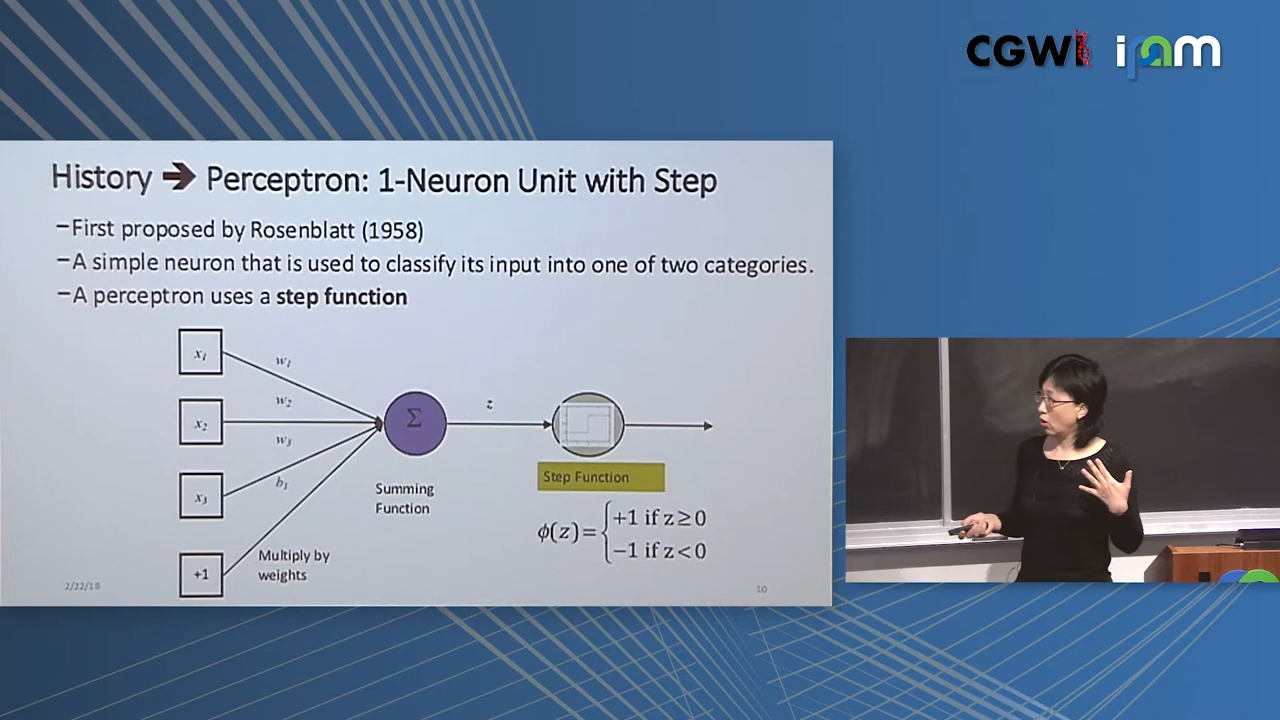 CGWI ipam
History → Perceptron: 1-Neuron Unit with Step
–First proposed by Rosenblatt (1958)
–A simple neuron that is used to classify its input into one of two categories.
–A perceptron uses a step function
x1
w1
x2
w2
w3
x3
b1
+1
Σ
z
Summing
Function
Multiply by
weights
Step Function
ϕ(z)= { +1 if z≥0
−1 if z<0
2/22/18
10